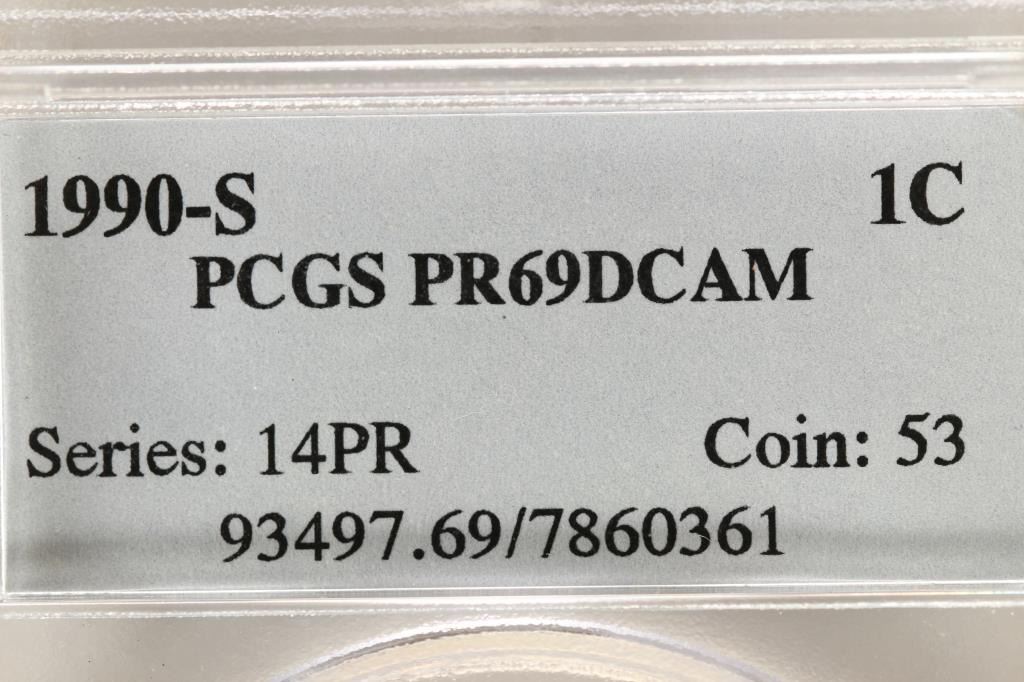 1990-S 1C
PCGS PR69DCAM
Series: 14PR Coin: 53
93497.69/7860361